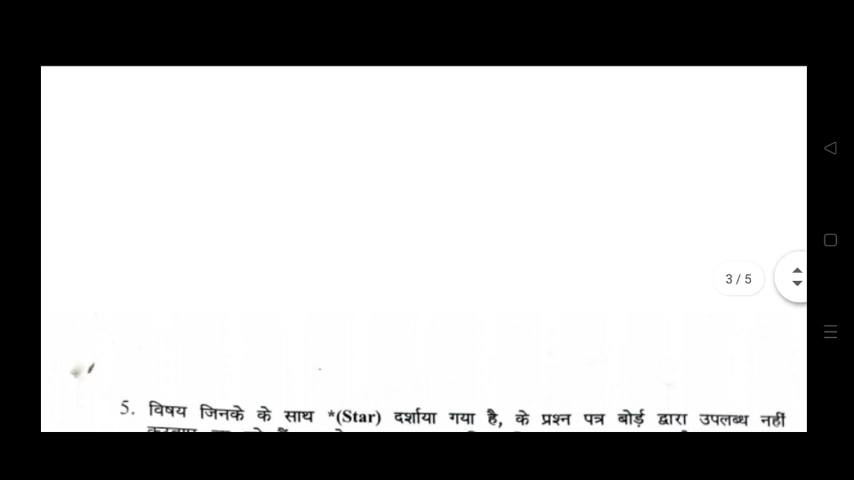 3 / 5
5. विषय जिनके के साथ *(Star) दर्शाया गया है, के प्रश्न पत्र बोर्ड द्वारा उपलब्ध नहीं